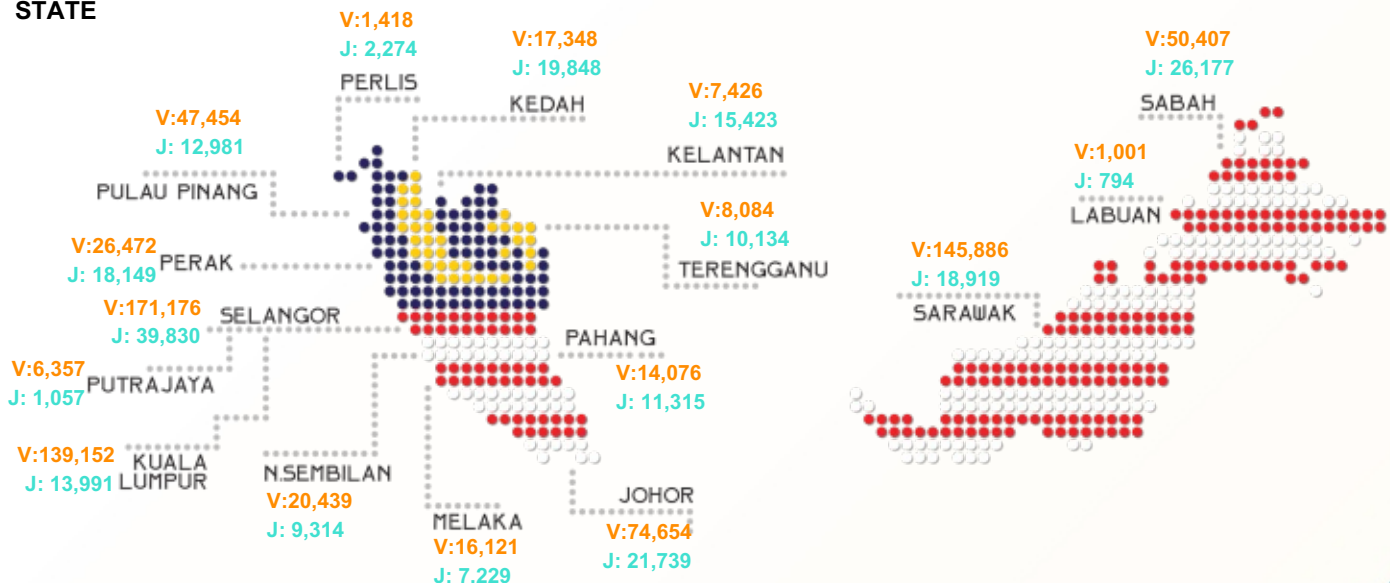 STATE
V:1,418
J: 2,274
PERLIS
V:17,348
J: 19,848
KEDAH
V:7,426
J: 15,423
KELANTAN
V:47,454
J: 12,981
PULAU PINANG
V:8,084
J: 10,134
TERENGGANU
V:26,472
J: 18,149
PERAK
V:171,176
J: 39,830
SELANGOR
PAHANG
V:14,076
J: 11,315
V:6,357
J: 1,057
PUTRAJAYA
V:139,152
J: 13,991
KUALA
LUMPUR
N.SEMBILAN
V:20,439
J: 9,314
MELAKA
V:16,121
J: 7.229
JOHOR
V:74,654
J: 21,739
V:50,407
J: 26,177
SABAH
V:1,001
J: 794
LABUAN
V:145,886
J: 18,919
SARAWAK